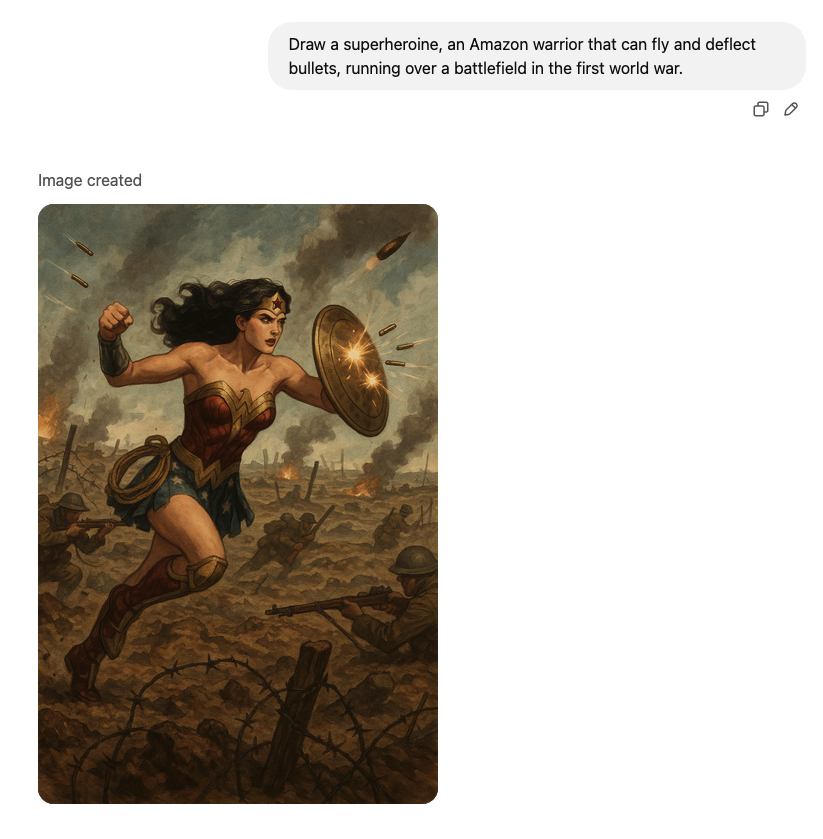 Draw a superheroine, an Amazon warrior that can fly and deflect
bullets, running over a battlefield in the first world war.
Image created